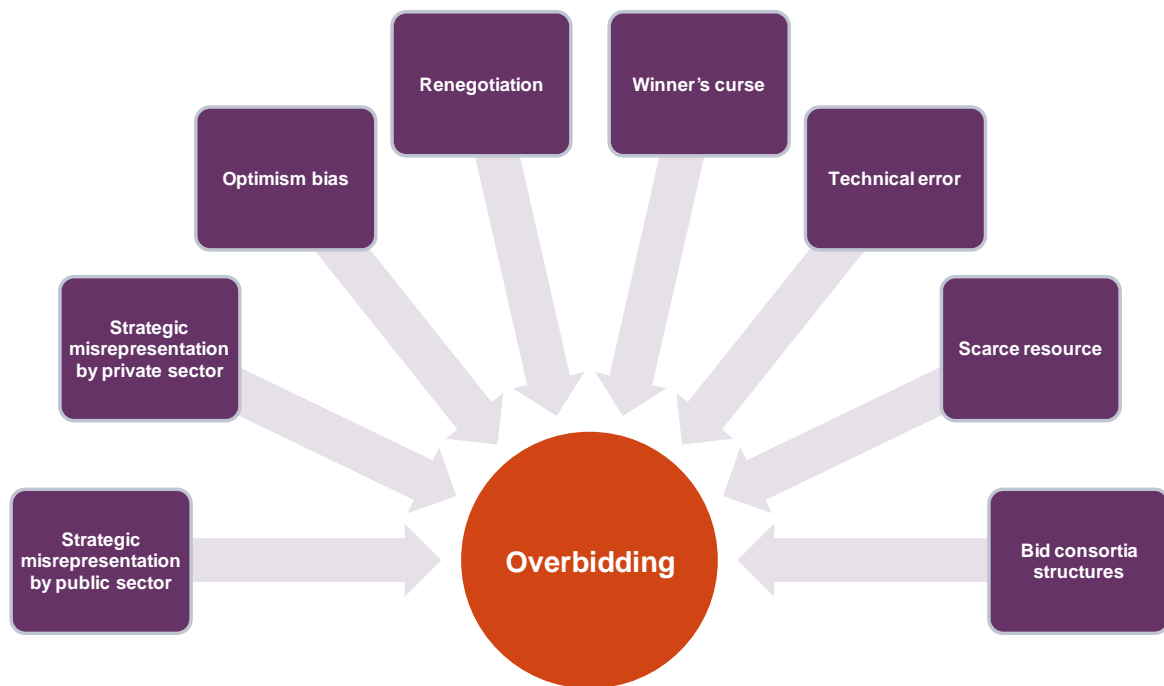 Renegotiation
Winner's curse
Optimism bias
Technical error
Strategic
misrepresentation
by private sector
Scarce resource
Strategic
misrepresentation
by public sector
Overbidding
Bid consortia
structures